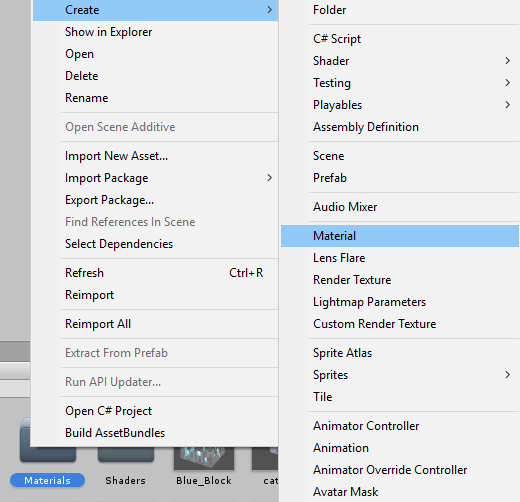 Create
Show in Explorer
Open
Delete
Rename
Open Scene Additive
Import New Asset...
Import Package
Export Package...
Find References In Scene
Select Dependencies
Refresh Ctrl+R
Reimport
Reimport All
Extract From Prefab
Run API Updater...
Open C# Project
Build AssetBundles
Folder
C# Script
Shader
Testing
Playables
Assembly Definition
Scene
Prefab
Audio Mixer
Material
Lens Flare
Render Texture
Lightmap Parameters
Custom Render Texture
Sprite Atlas
Sprites
Tile
Animator Controller
Animation
Animator Override Controller
Avatar Mask
Materials
Shaders
Blue_Block
cat